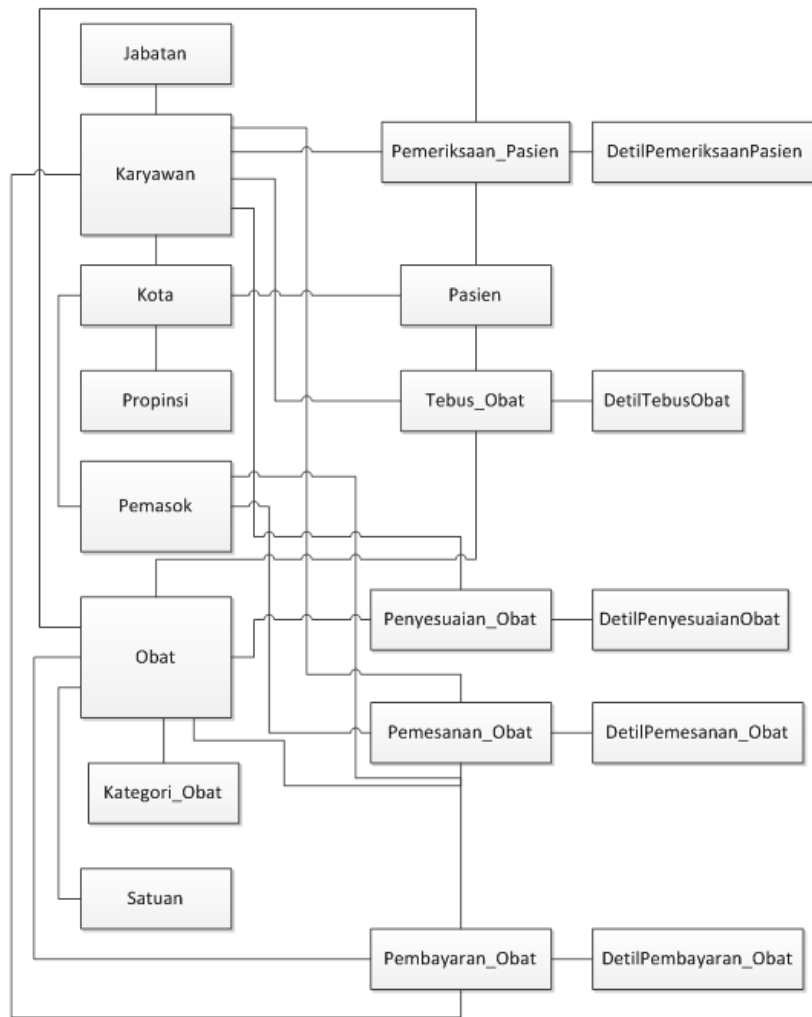 Jabatan
Karyawan
Pemeriksaan_Pasien
DetilPemeriksaanPasien
Kota
Pasien
Propinsi
Tebus_Obat
DetilTebusObat
Pemasok
Penyesuaian_Obat
DetilPenyesuaianObat
Obat
Pemesanan_Obat
DetilPemesanan_Obat
Kategori_Obat
Satuan
Pembayaran_Obat
DetilPembayaran_Obat